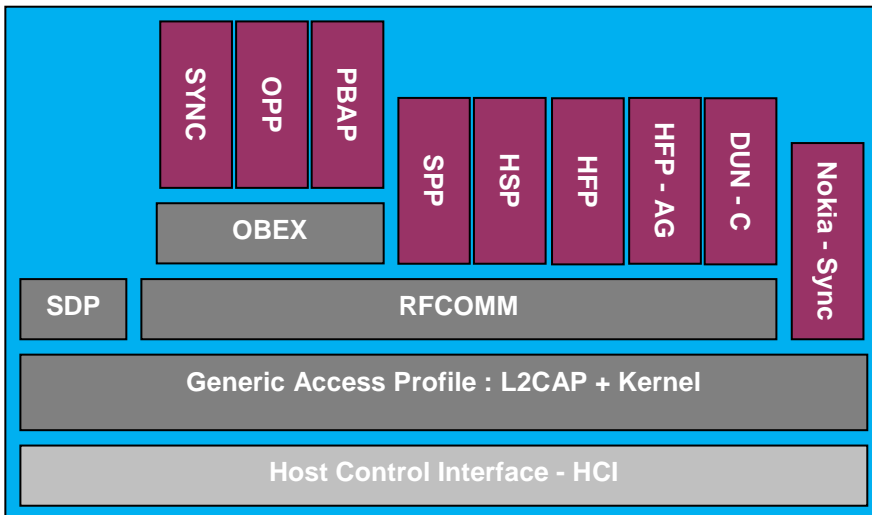 SYNC
OPP
PBAP
SPP
HSP
HFP
HFP - AG
DUN - C
Nokia - Sync
OBEX
SDP
RFCOMM
Generic Access Profile : L2CAP + Kernel
Host Control Interface - HCI